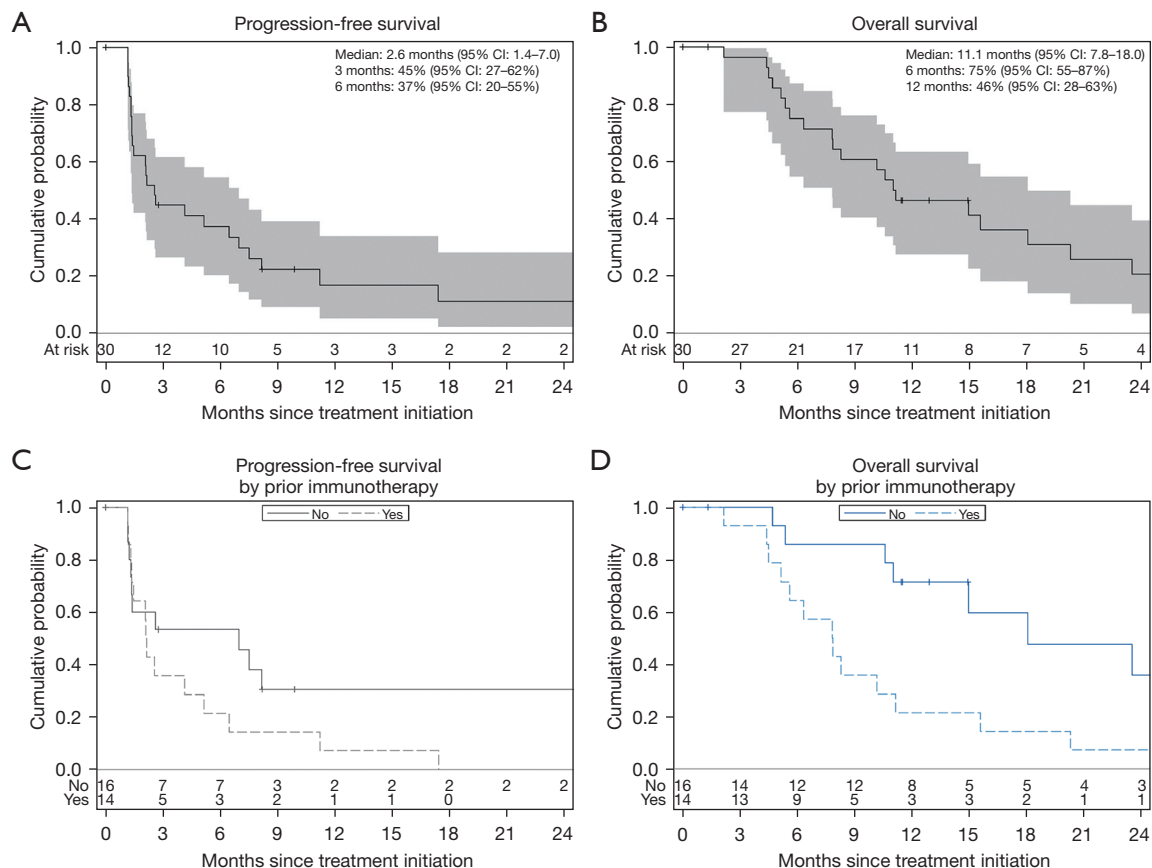 A
Progression-free survival
Median: 2.6 months (95% CI: 1.4–7.0)
3 months: 45% (95% CI: 27–62%)
6 months: 37% (95% CI: 20–55%)
Cumulative probability
1.0
0.8
0.6
0.4
0.2
0.0
At risk 30 12 10 5 3 3 2 2 2
0 3 6 9 12 15 18 21 24
Months since treatment initiation
B
Overall survival
Median: 11.1 months (95% CI: 7.8–18.0)
6 months: 75% (95% CI: 55–87%)
12 months: 46% (95% CI: 28–63%)
Cumulative probability
1.0
0.8
0.6
0.4
0.2
0.0
At risk 30 27 21 17 11 8 7 5 4
0 3 6 9 12 15 18 21 24
Months since treatment initiation
C
Progression-free survival
by prior immunotherapy
No Yes
Cumulative probability
1.0
0.8
0.6
0.4
0.2
0.0
No 16 7 7 3 2 2 2 2 2
Yes 14 5 3 2 1 1 0
0 3 6 9 12 15 18 21 24
Months since treatment initiation
D
Overall survival
by prior immunotherapy
No Yes
Cumulative probability
1.0
0.8
0.6
0.4
0.2
0.0
No 16 14 12 12 8 5 5 4 3
Yes 14 13 9 5 3 3 2 1 1
0 3 6 9 12 15 18 21 24
Months since treatment initiation